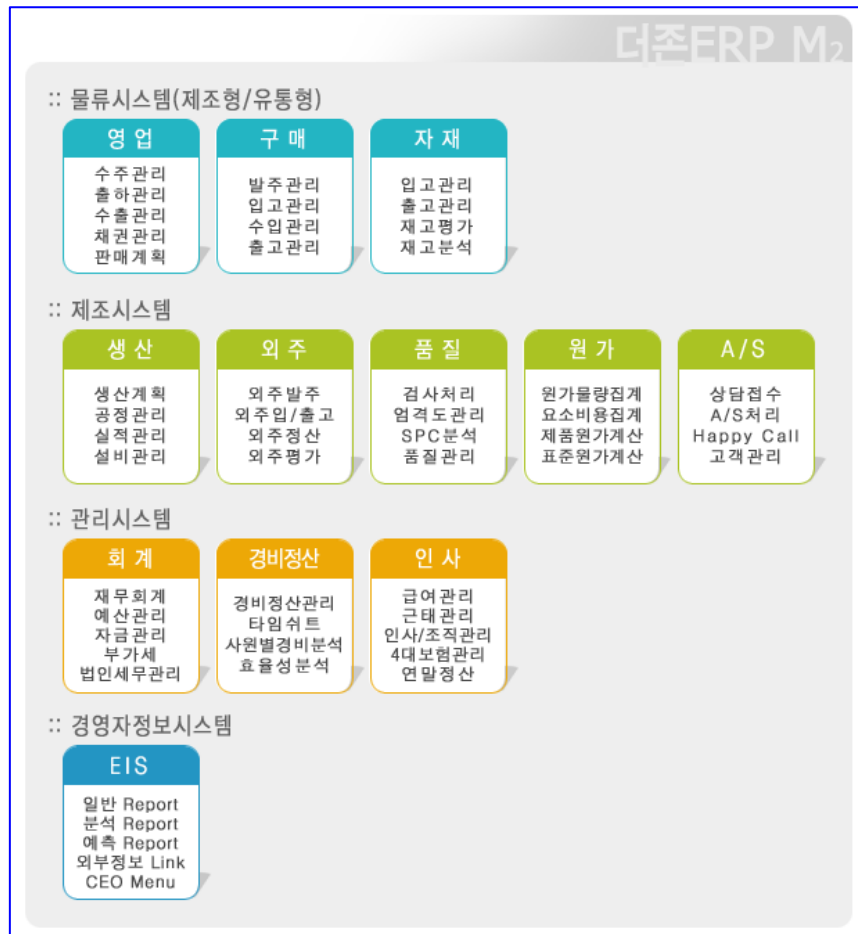 더존ERP M2
:: 물류시스템(제조형/유통형)
영 업
수주관리
출하관리
수출관리
채권관리
판매계획
구 매
발주관리
입고관리
수입관리
출고관리
자 재
입고관리
출고관리
재고평가
재고분석
:: 제조시스템
생 산
생산계획
공정관리
실적관리
설비관리
외 주
외주발주
외주입/출고
외주정산
외주평가
품 질
검사처리
엄격도관리
SPC분석
품질관리
원 가
원가물량집계
요소비용집계
제품원가계산
표준원가계산
A/S
상담접수
A/S처리
Happy Call
고객관리
:: 관리시스템
회 계
재무회계
예산관리
자금관리
부가세
법인세무관리
경비정산
경비정산관리
타임쉬트
사원별경비분석
효율성분석
인 사
급여관리
근태관리
인사/조직관리
4대보험관리
연말정산
:: 경영자정보시스템
EIS
일반 Report
분석 Report
예측 Report
외부정보 Link
CEO Menu